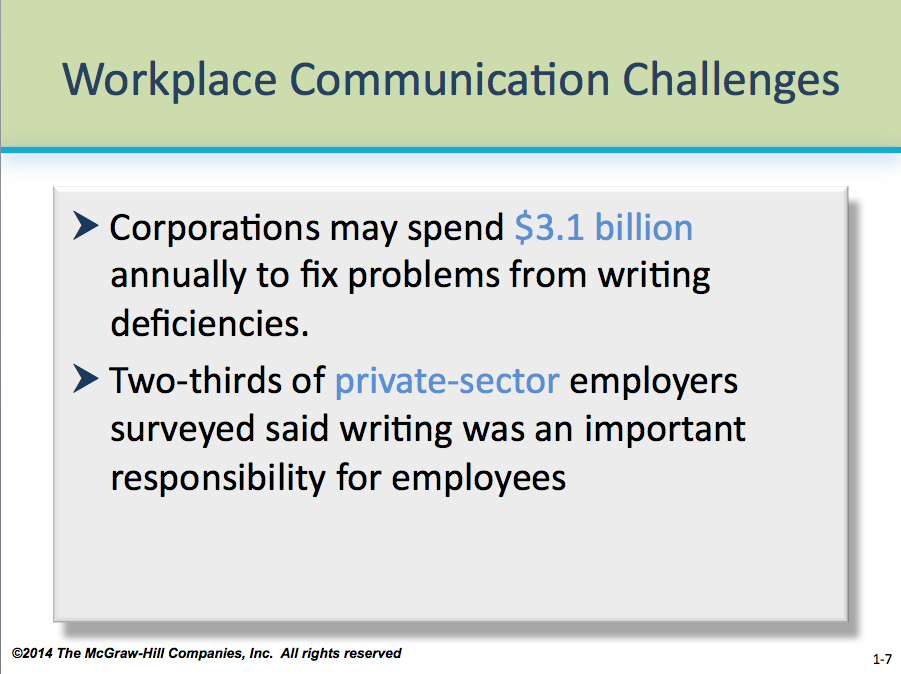 Workplace Communication Challenges
➤ Corporations may spend $3.1 billion
annually to fix problems from writing
deficiencies.
➤ Two-thirds of private-sector employers
surveyed said writing was an important
responsibility for employees
©2014 The McGraw-Hill Companies, Inc. All rights reserved
1-7